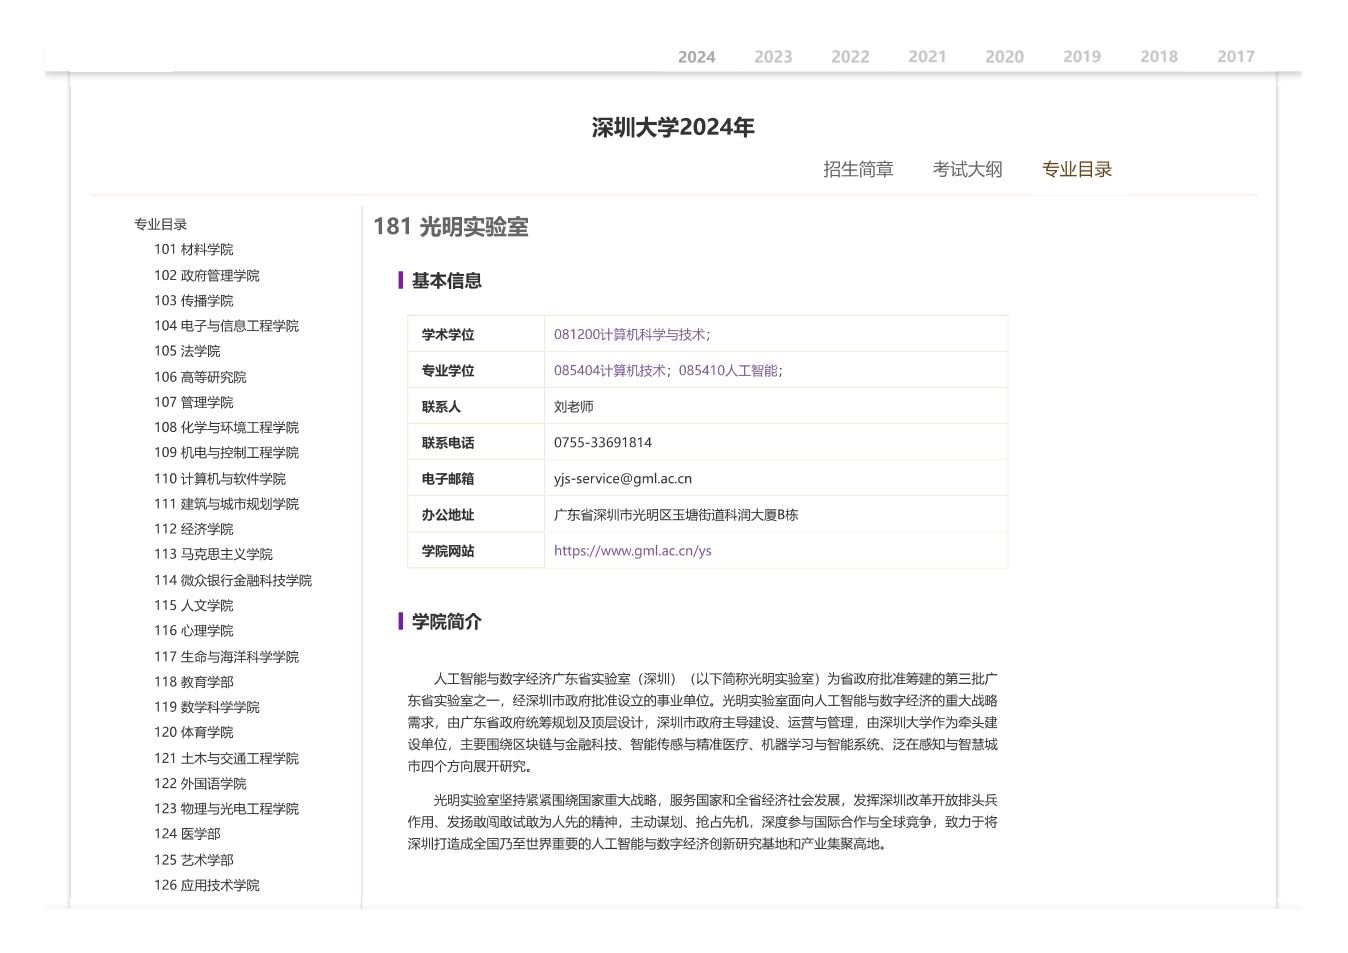 2024 2023 2022 2021 2020 2019 2018 2017
深圳大学2024年
招生简章 考试大纲 专业目录
专业目录
101 材料学院
102 政府管理学院
103 传播学院
104 电子与信息工程学院
105 法学院
106 高等研究院
107 管理学院
108 化学与环境工程学院
109 机电与控制工程学院
110 计算机与软件学院
111 建筑与城市规划学院
112 经济学院
113 马克思主义学院
114 微众银行金融科技学院
115 人文学院
116 心理学院
117 生命与海洋科学学院
118 教育学部
119 数学科学学院
120 体育学院
121 土木与交通工程学院
122 外国语学院
123 物理与光电工程学院
124 医学部
125 艺术学部
126 应用技术学院
181 光明实验室
基本信息
学术学位 081200计算机科学与技术;
专业学位 085404计算机技术; 085410人工智能;
联系人 刘老师
联系电话 0755-33691814
电子邮箱 yjs-service@gml.ac.cn
办公地址 广东省深圳市光明区玉塘街道科润大厦B栋
学院网站 https://www.gml.ac.cn/ys
学院简介
人工智能与数字经济广东省实验室（深圳）（以下简称光明实验室）为省政府批准筹建的第三批广
东省实验室之一，经深圳市政府批准设立的事业单位。光明实验室面向人工智能与数字经济的重大战略
需求，由广东省政府统筹规划及顶层设计，深圳市政府主导建设、运营与管理，由深圳大学作为牵头建
设单位，主要围绕区块链与金融科技、智能传感与精准医疗、机器学习与智能系统、泛在感知与智慧城
市四个方向展开研究。
光明实验室坚持紧紧围绕国家重大战略，服务国家和全省经济社会发展，发挥深圳改革开放排头兵
作用、发扬敢闯敢试敢为人先的精神，主动谋划、抢占先机，深度参与国际合作与全球竞争，致力于将
深圳打造成全国乃至世界重要的人工智能与数字经济创新研究基地和产业集聚高地。